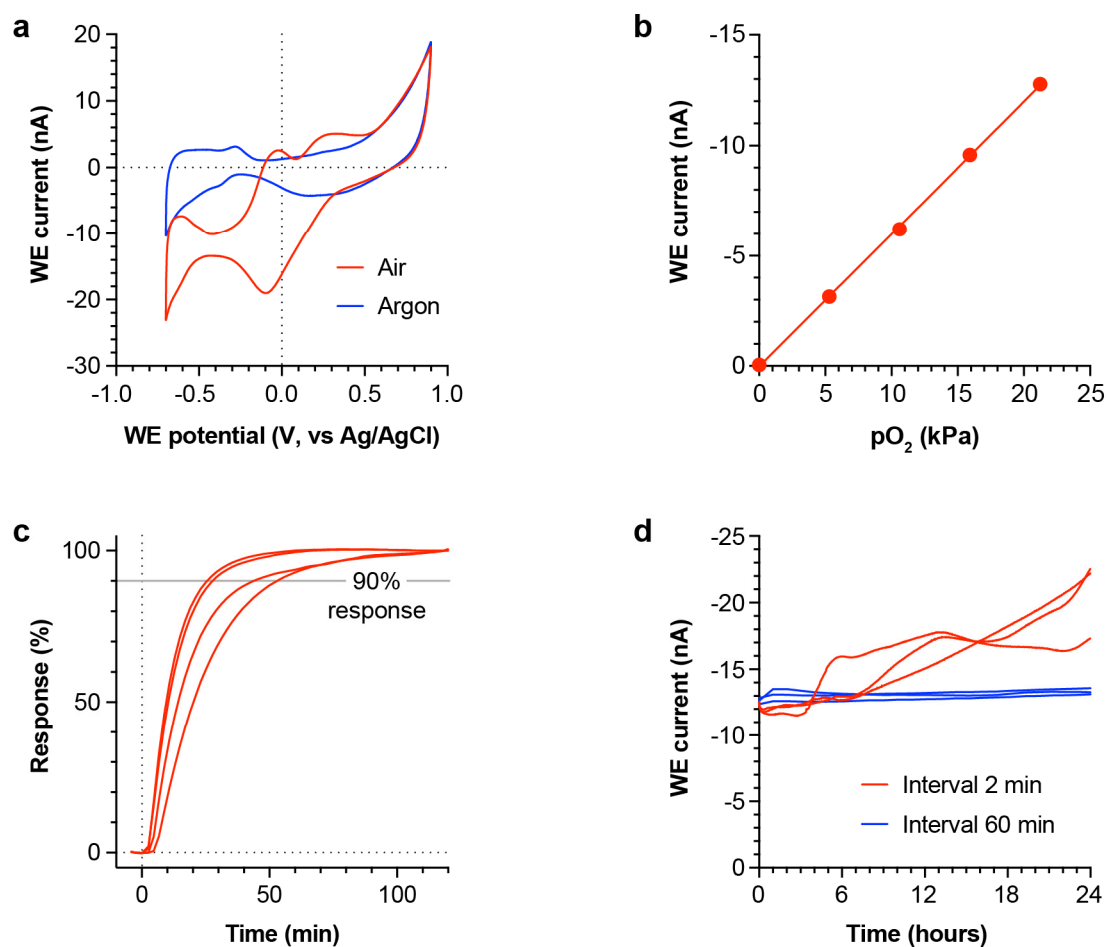 a
20
10
0
-10
-20
-30
-1.0 -0.5 0.0 0.5 1.0
WE current (nA)
WE potential (V, vs Ag/AgCl)
Air
Argon
b
-15
-10
-5
0
0 5 10 15 20 25
WE current (nA)
pO₂ (kPa)
c
100
50
0
0 50 100
Response (%)
Time (min)
90%
response
d
-25
-20
-15
-10
-5
0
0 6 12 18 24
WE current (nA)
Time (hours)
Interval 2 min
Interval 60 min